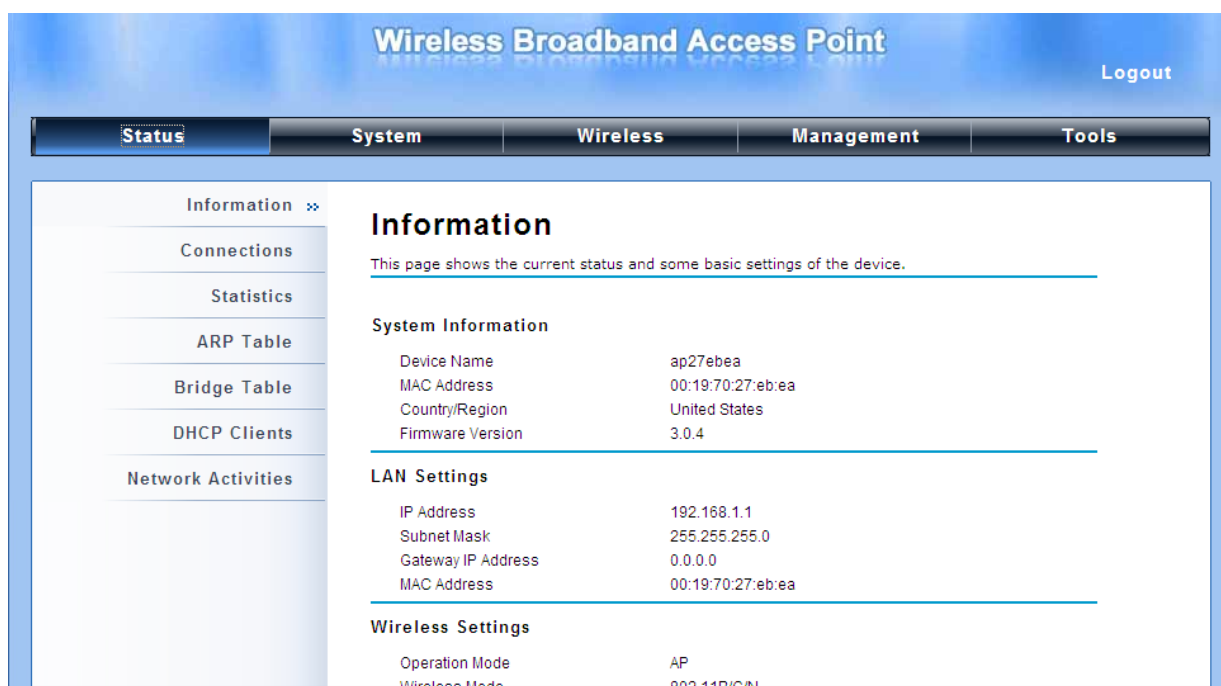 Wireless Broadband Access Point
Logout
Status System Wireless Management Tools
Information »
Connections
Statistics
ARP Table
Bridge Table
DHCP Clients
Network Activities
Information
This page shows the current status and some basic settings of the device.
System Information
Device Name ap27ebea
MAC Address 00:19:70:27:eb:ea
Country/Region United States
Firmware Version 3.0.4
LAN Settings
IP Address 192.168.1.1
Subnet Mask 255.255.255.0
Gateway IP Address 0.0.0.0
MAC Address 00:19:70:27:eb:ea
Wireless Settings
Operation Mode AP
Wireless Mode 802.11B/G/N